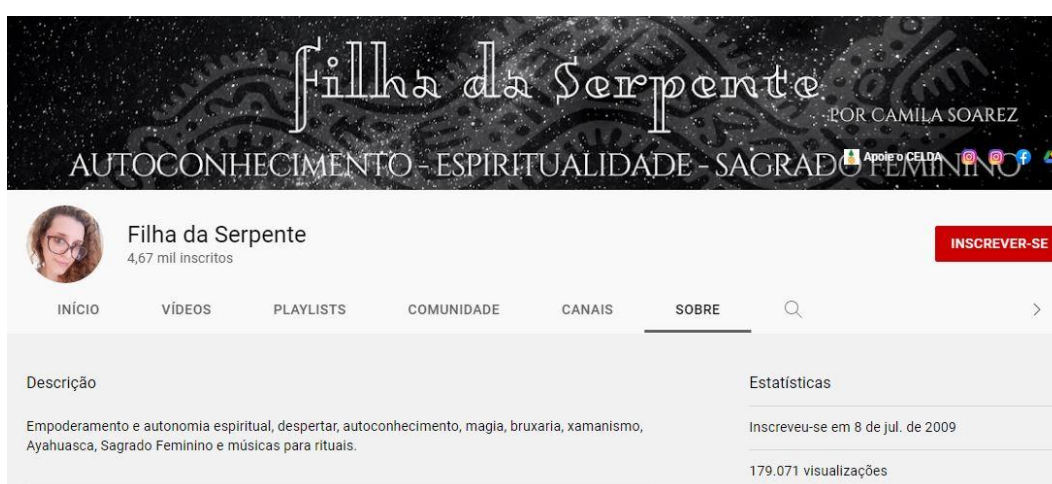 Filha da Serpente
POR CAMILA SOAREZ
AUTOCONHECIMENTO - ESPIRITUALIDADE - SAGRADO FEMININO
Apoie o CELDA
Filha da Serpente
4,67 mil inscritos
INSCREVER-SE
INÍCIO VÍDEOS PLAYLISTS COMUNIDADE CANAIS SOBRE
Descrição
Empoderamento e autonomia espiritual, despertar, autoconhecimento, magia, bruxaria, xamanismo,
Ayahuasca, Sagrado Feminino e músicas para rituais.
Estatísticas
Inscreveu-se em 8 de jul. de 2009
179.071 visualizações